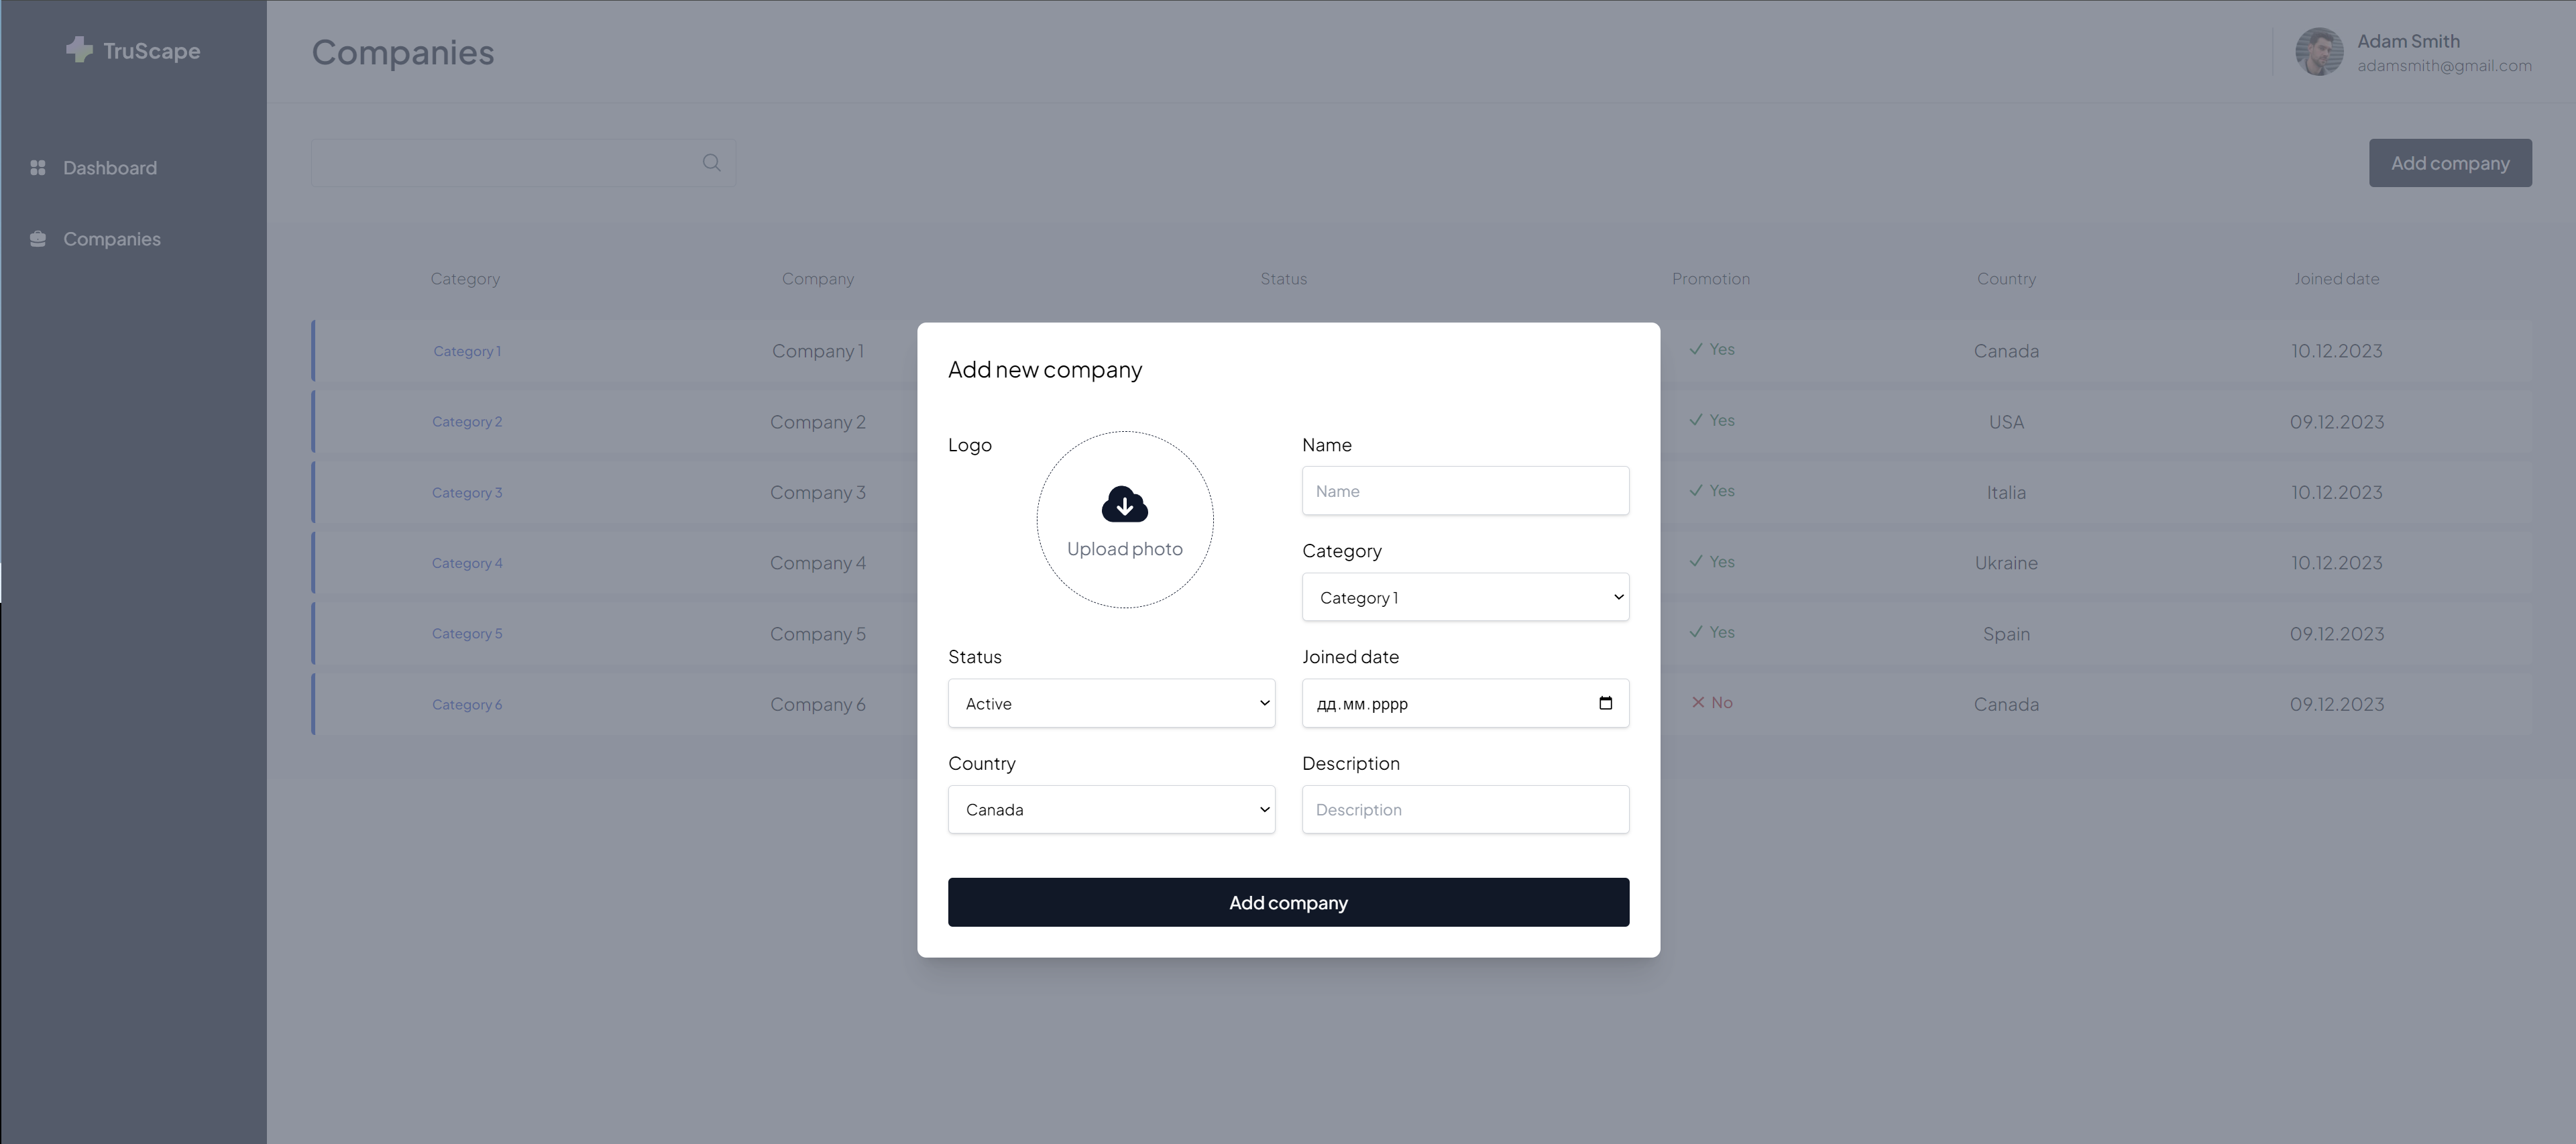 TruScape
Companies
Adam Smith
adamsmith@gmail.com
Dashboard
Companies
Add company
Category Company Status Promotion Country Joined date
Category 1 Company 1 Yes Canada 10.12.2023
Category 2 Company 2 Yes USA 09.12.2023
Category 3 Company 3 Yes Italia 10.12.2023
Category 4 Company 4 Yes Ukraine 10.12.2023
Category 5 Company 5 Yes Spain 09.12.2023
Category 6 Company 6 No Canada 09.12.2023
Add new company
Logo
Upload photo
Name
Name
Category
Category 1
Status
Active
Joined date
дд.мм.рррр
Country
Canada
Description
Description
Add company